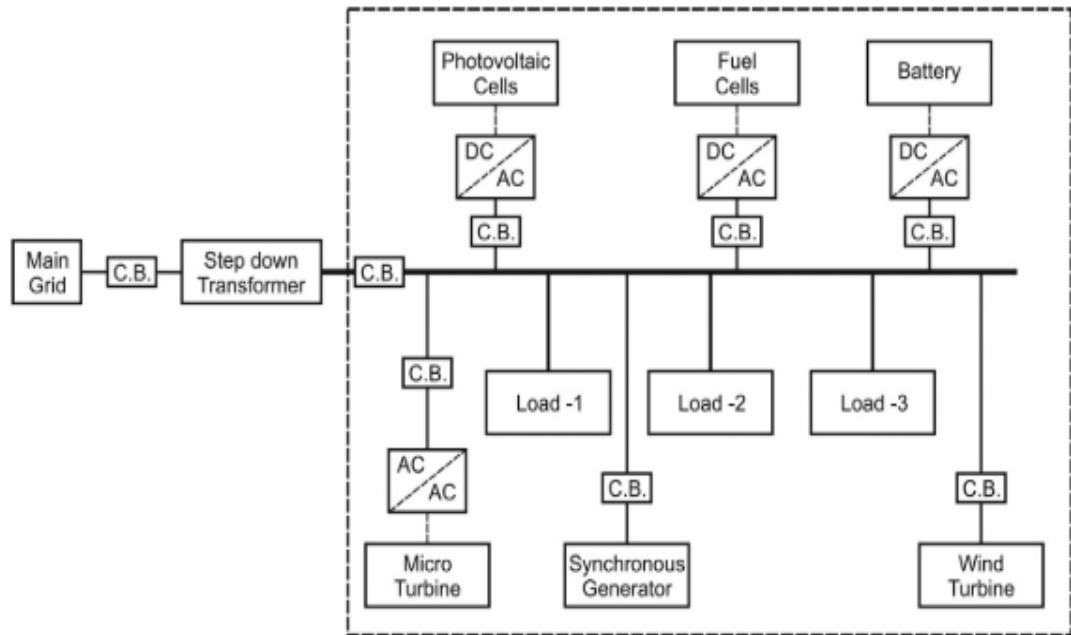 Photovoltaic
Cells
Fuel
Cells
Battery
DC
AC
DC
AC
DC
AC
C.B.
C.B.
C.B.
Main
Grid
C.B.
Step down
Transformer
C.B.
C.B.
Load -1
Load -2
Load -3
AC
AC
C.B.
C.B.
Micro
Turbine
Synchronous
Generator
Wind
Turbine